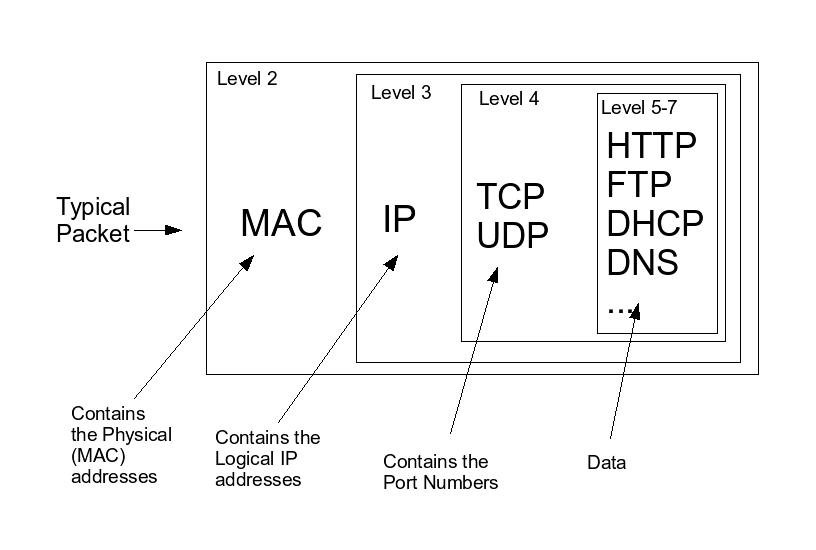 Level 2
Level 3
Level 4
Level 5-7
HTTP
FTP
DHCP
DNS
...
TCP
UDP
IP
MAC
Typical
Packet
Contains
the Physical
(MAC)
addresses
Contains the
Logical IP
addresses
Contains the
Port Numbers
Data